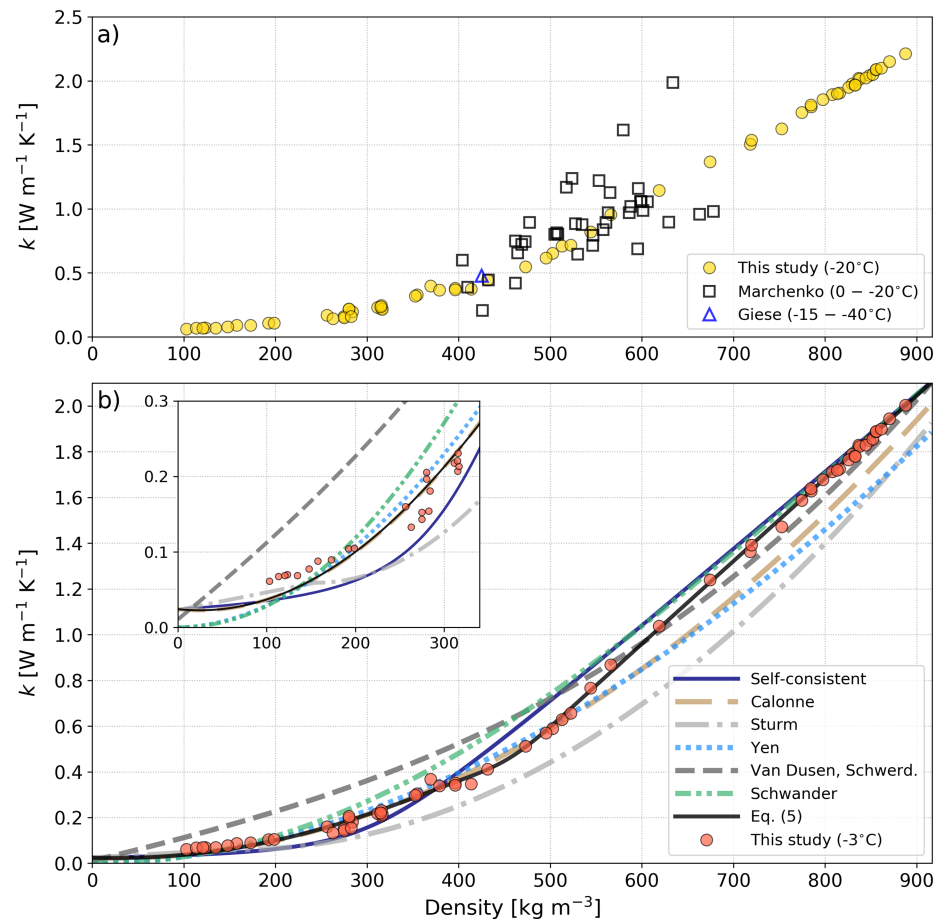 a)
2.5
2.0
1.5
1.0
0.5
0.0
k [W m⁻¹ K⁻¹]
This study (-20°C)
Marchenko (0 − -20°C)
Giese (-15 − -40°C)
0 100 200 300 400 500 600 700 800 900
b)
2.0
1.8
1.6
1.4
1.2
1.0
0.8
0.6
0.4
0.2
0.0
k [W m⁻¹ K⁻¹]
0.3
0.2
0.1
0.0
0 100 200 300
Self-consistent
Calonne
Sturm
Yen
Van Dusen, Schwerd.
Schwander
Eq. (5)
This study (-3°C)
0 100 200 300 400 500 600 700 800 900
Density [kg m⁻³]